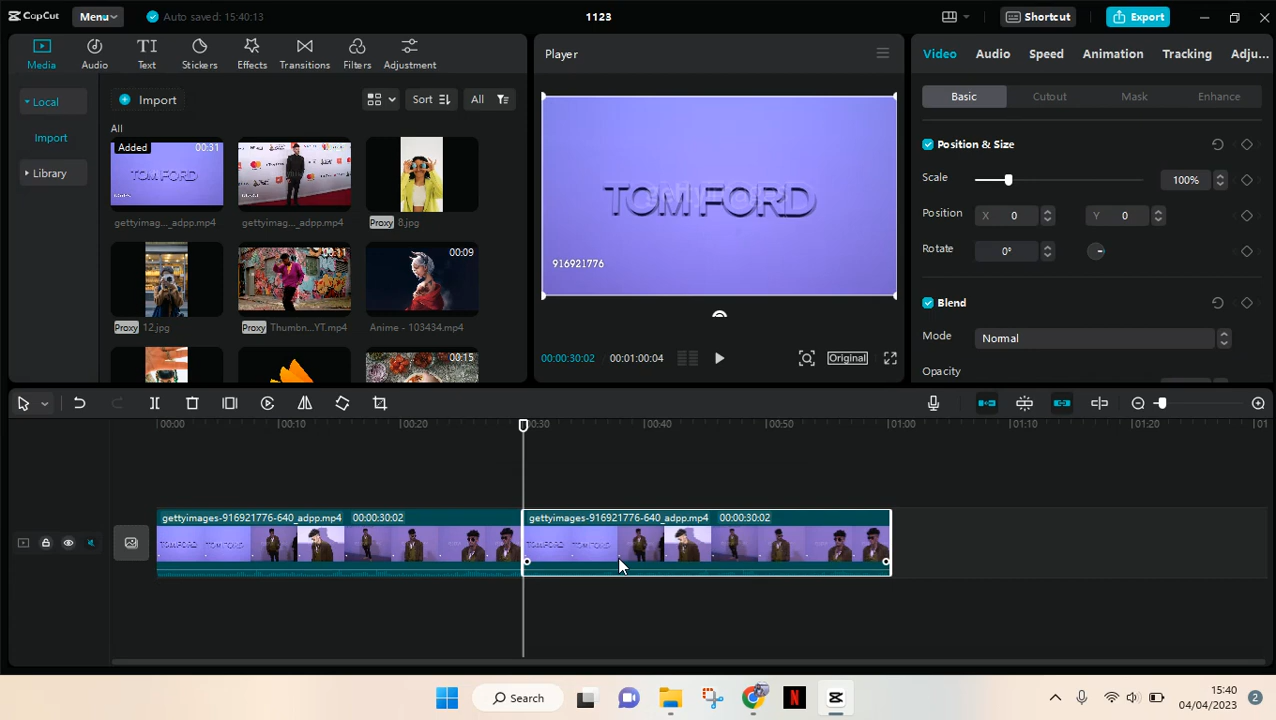 CapCut
Menu
Auto saved: 15:40:13
1123
Shortcut
Export
Media
Audio
Text
Stickers
Effects
Transitions
Filters
Adjustment
Local
Import
Library
Import
Sort
All
All
Added
00:31
TOM FORD
gettyimag..._adpp.mp4
gettyimag..._adpp.mp4
Proxy
8.jpg
Proxy
12.jpg
00:11
Proxy
Thumbn...YT.mp4
00:09
Anime - 103434.mp4
00:15
Player
TOM FORD
916921776
00:00:30:02
00:01:00:04
Original
Video
Audio
Speed
Animation
Tracking
Adju...
Basic
Cutout
Mask
Enhance
Position & Size
Scale
100%
Position
X
0
Y
0
Rotate
0°
Blend
Mode
Normal
Opacity
00:00
00:10
00:20
00:30
00:40
00:50
01:00
01:10
01:20
gettyimages-916921776-640_adpp.mp4
00:00:30:02
gettyimages-916921776-640_adpp.mp4
00:00:30:02
Search
N
15:40
04/04/2023
2